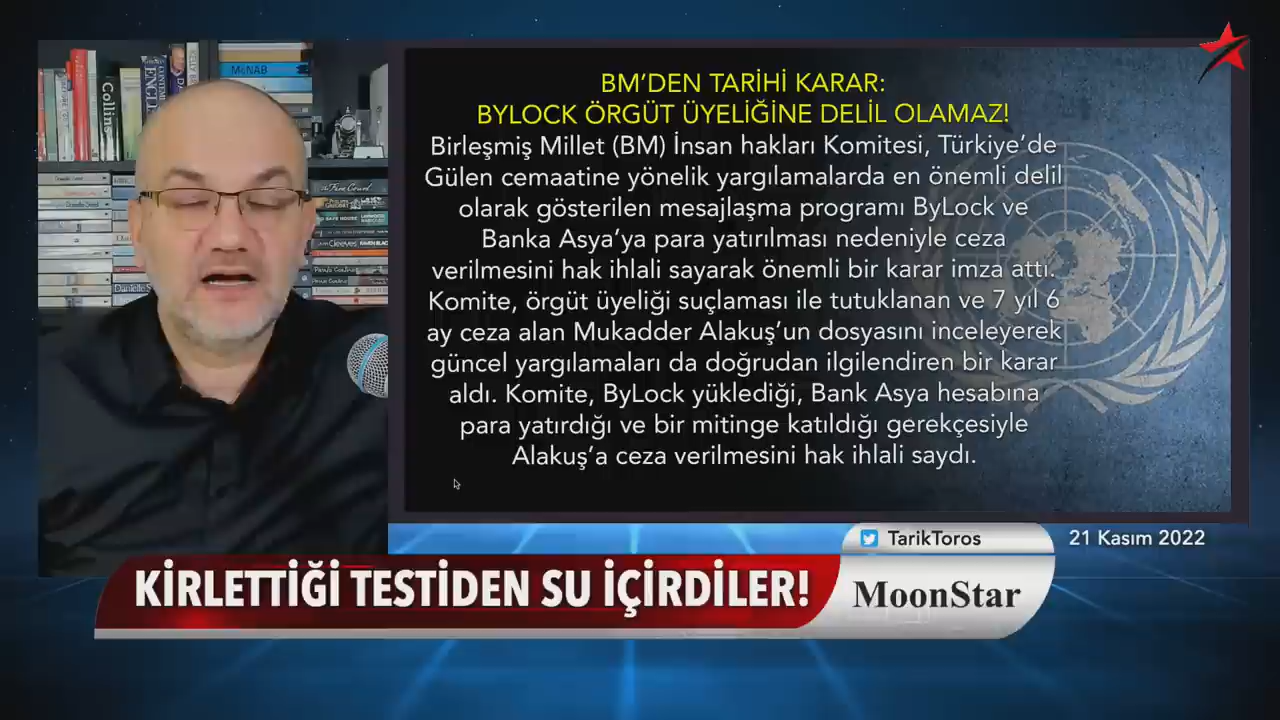 BM'DEN TARİHİ KARAR:
BYLOCK ÖRGÜT ÜYELİĞİNE DELİL OLAMAZ!
Birleşmiş Millet (BM) İnsan hakları Komitesi, Türkiye'de
Gülen cemaatine yönelik yargılamalarda en önemli delil
olarak gösterilen mesajlaşma programı ByLock ve
Banka Asya'ya para yatırılması nedeniyle ceza
verilmesini hak ihlali sayarak önemli bir karar imza attı.
Komite, örgüt üyeliği suçlaması ile tutuklanan ve 7 yıl 6
ay ceza alan Mukadder Alakuş'un dosyasını inceleyerek
güncel yargılamaları da doğrudan ilgilendiren bir karar
aldı. Komite, ByLock yüklediği, Bank Asya hesabına
para yatırdığı ve bir mitinge katıldığı gerekçesiyle
Alakuş'a ceza verilmesini hak ihlali saydı.
TarikToros
21 Kasım 2022
KİRLETTİĞİ TESTİDEN SU İÇİRDİLER!
MoonStar
McNAB
Collins